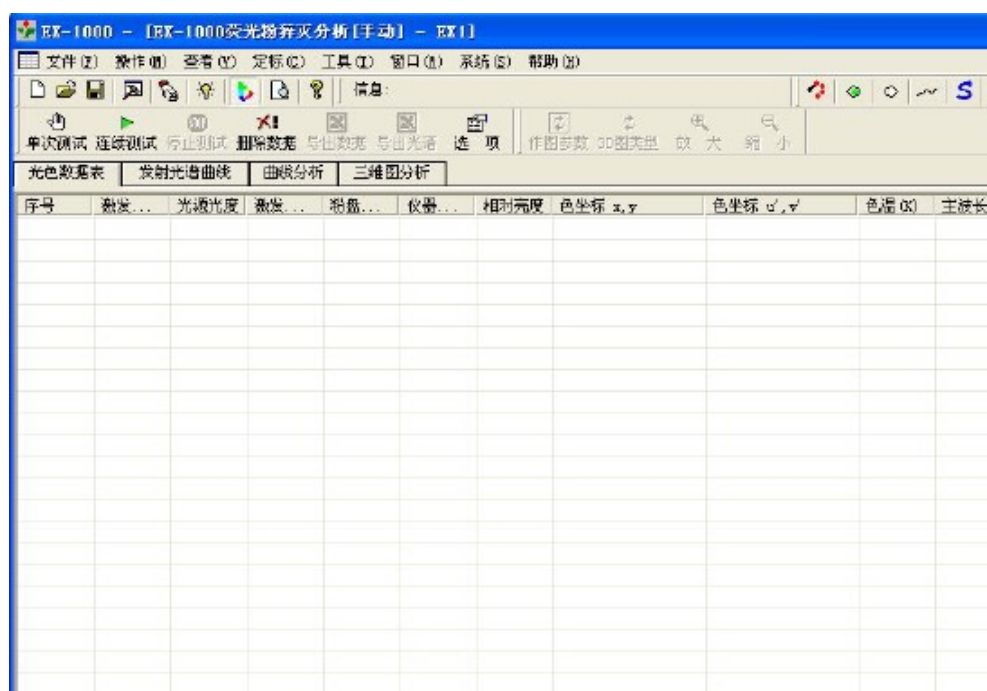 EX-1000 - [EX-1000荧光粉猝灭分析[手动] - EX1]
文件(F) 操作(M) 查看(V) 定标(C) 工具(T) 窗口(W) 系统(S) 帮助(H)
信息:
单次测试 连续测试 停止测试 删除数据 导出数据 导出光谱 选 项 作图参数 3D图类型 放 大 缩 小
光色数据表 发射光谱曲线 曲线分析 三维图分析
序号 激发... 光源光度 激发... 粉盘... 仪器... 相对亮度 色坐标 x,y 色坐标 u',v' 色温(K) 主波长